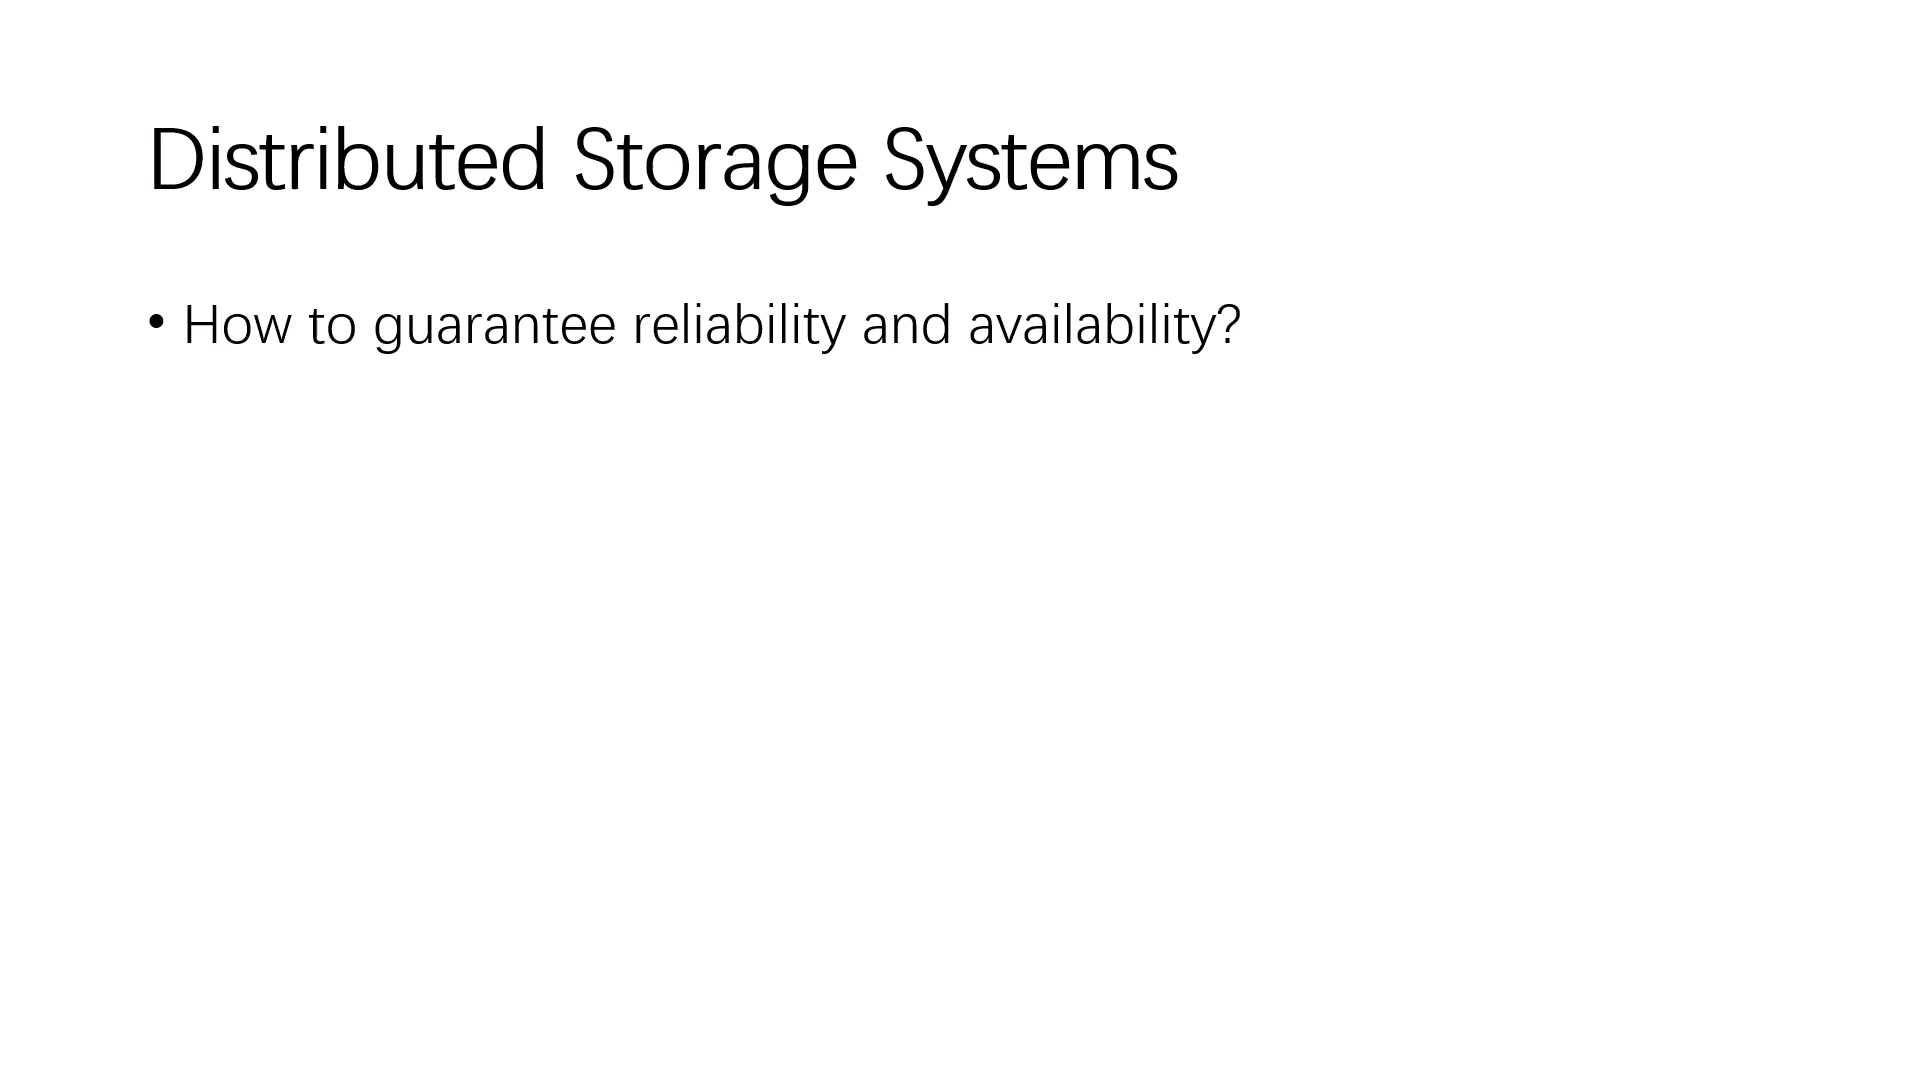 Distributed Storage Systems
• How to guarantee reliability and availability?